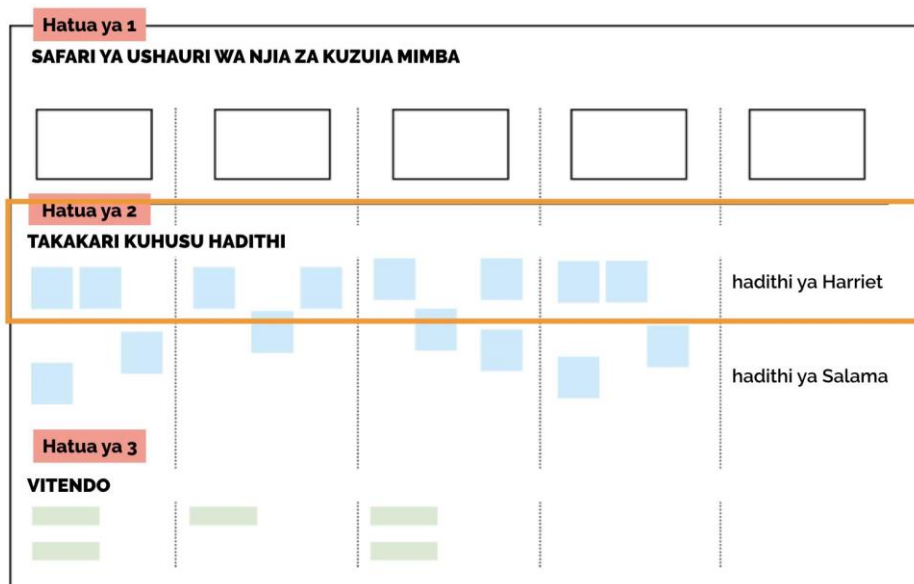 Hatua ya 1
SAFARI YA USHAURI WA NJIA ZA KUZUIA MIMBA
Hatua ya 2
TAKAKARI KUHUSU HADITHI
hadithi ya Harriet
hadithi ya Salama
Hatua ya 3
VITENDO